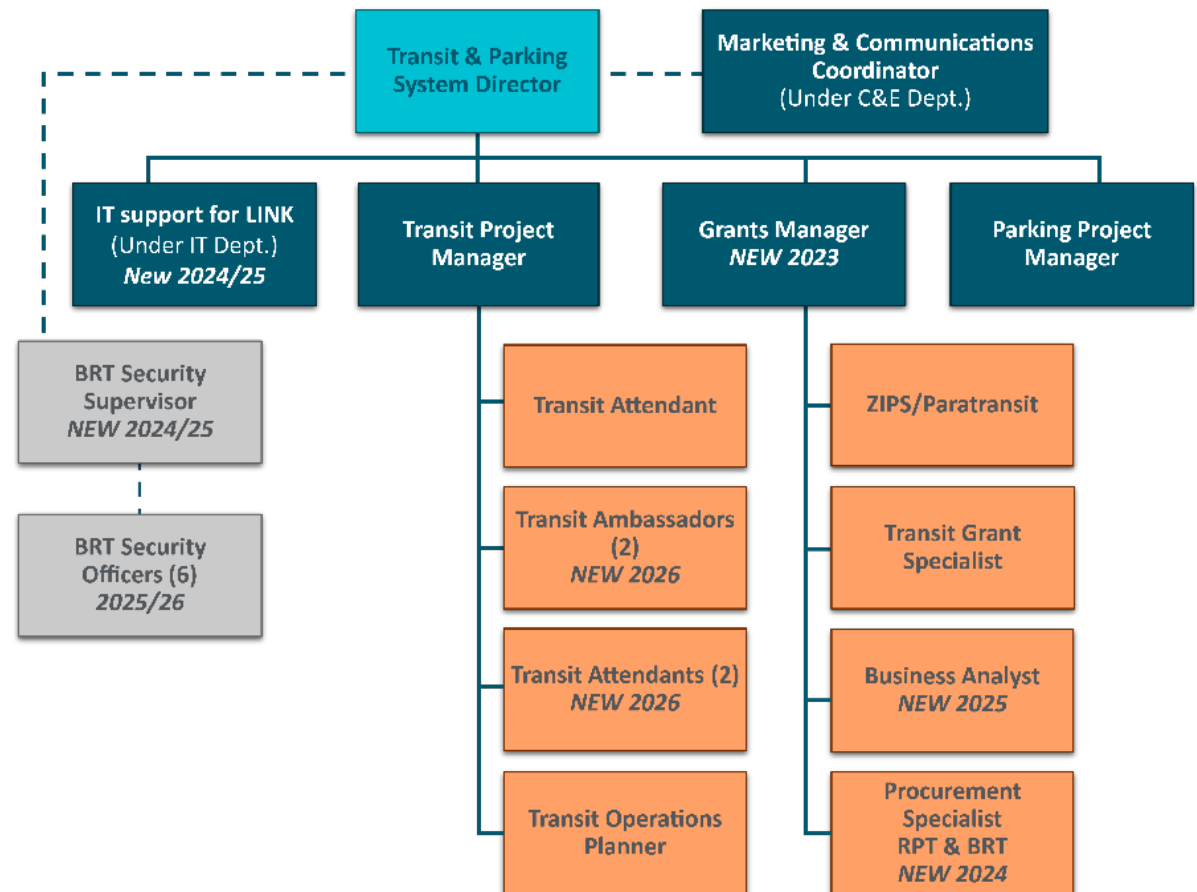 Transit & Parking
System Director
Marketing & Communications
Coordinator
(Under C&E Dept.)
IT support for LINK
(Under IT Dept.)
New 2024/25
Transit Project
Manager
Grants Manager
NEW 2023
Parking Project
Manager
BRT Security
Supervisor
NEW 2024/25
BRT Security
Officers (6)
2025/26
Transit Attendant
Transit Ambassadors
(2)
NEW 2026
Transit Attendants (2)
NEW 2026
Transit Operations
Planner
ZIPS/Paratransit
Transit Grant
Specialist
Business Analyst
NEW 2025
Procurement
Specialist
RPT & BRT
NEW 2024